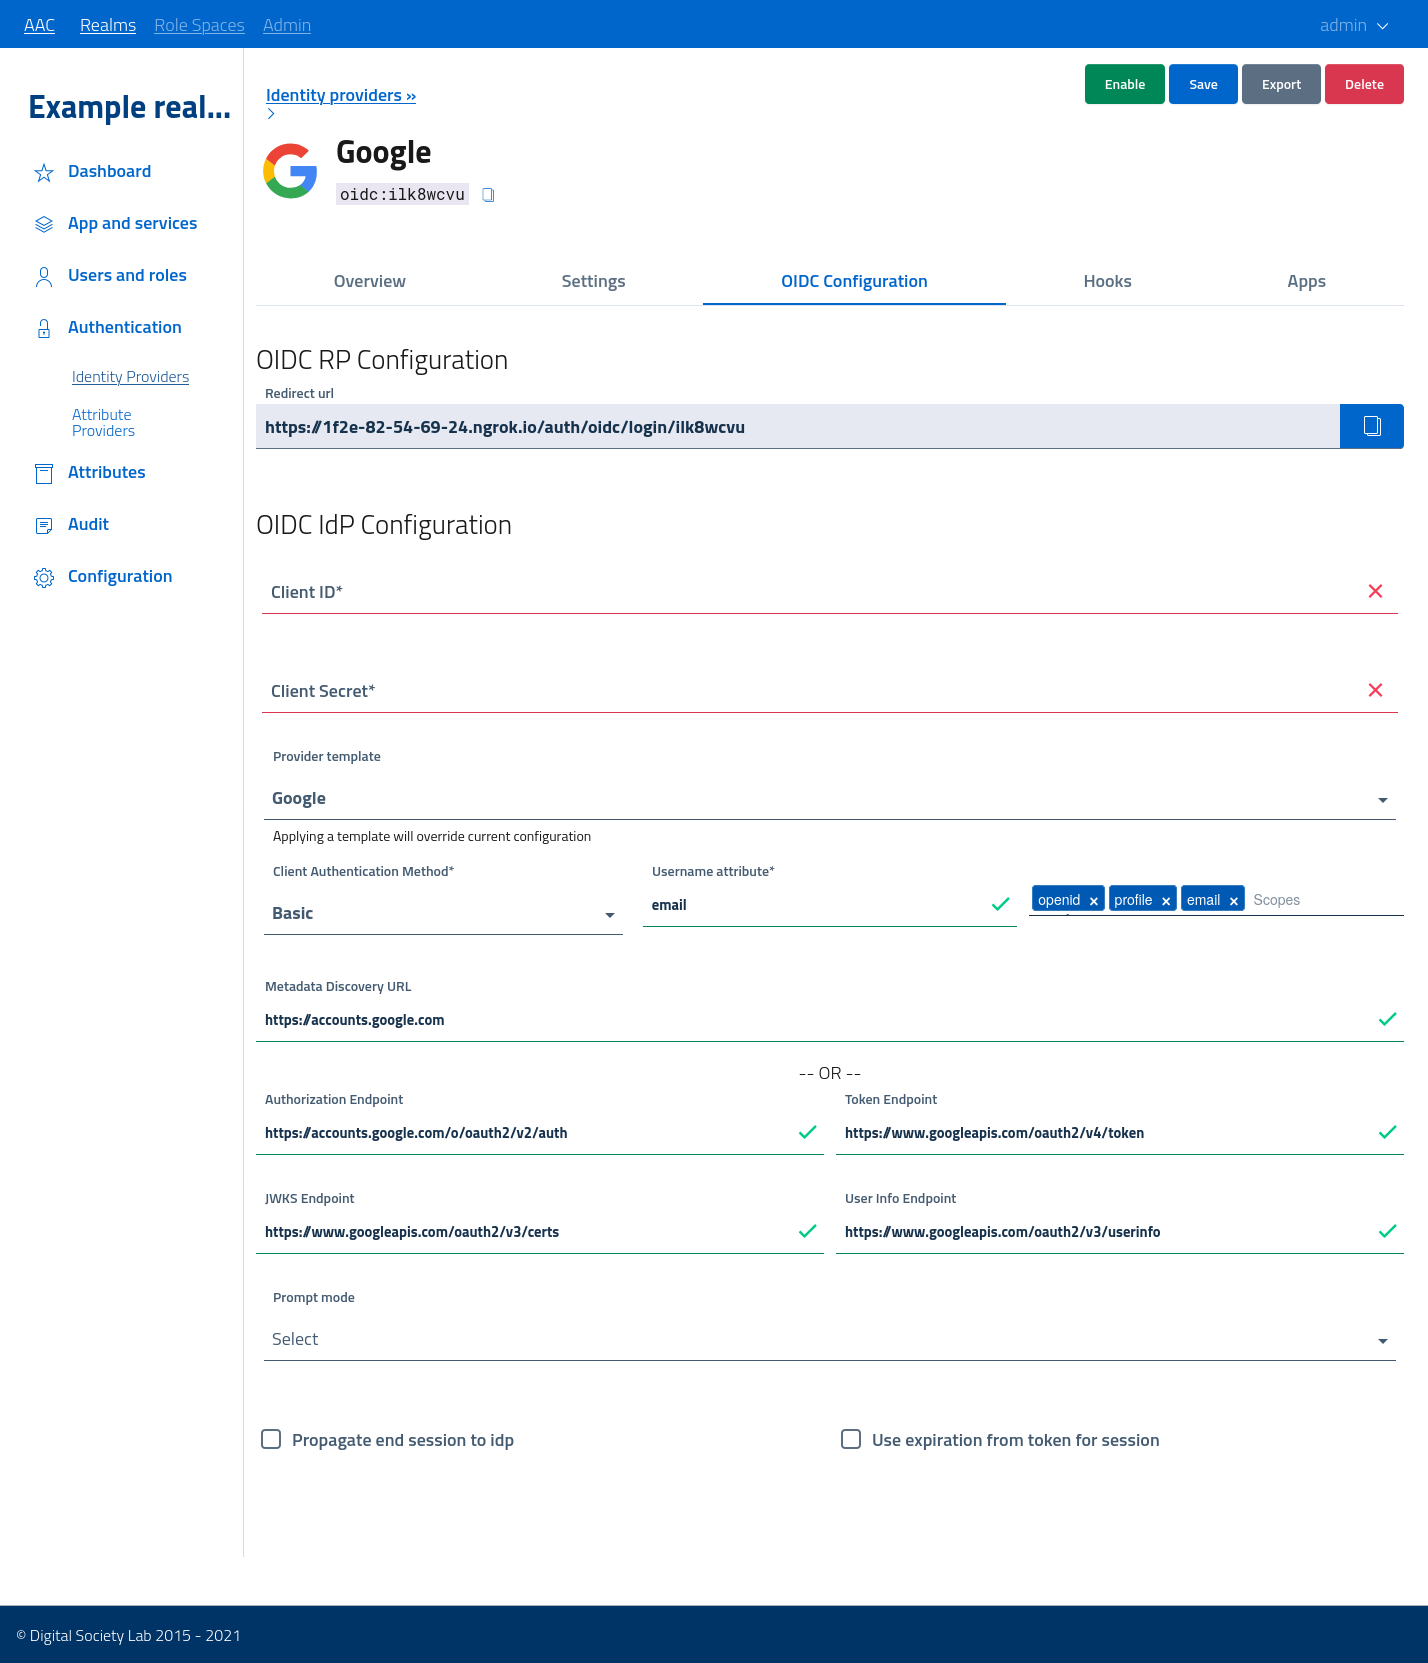 AAC Realms Role Spaces Admin admin
Example real...
Dashboard
App and services
Users and roles
Authentication
Identity Providers
Attribute
Providers
Attributes
Audit
Configuration
Identity providers »
Enable Save Export Delete
Google
oidc:ilk8wcvu
Overview Settings OIDC Configuration Hooks Apps
OIDC RP Configuration
Redirect url
https://1f2e-82-54-69-24.ngrok.io/auth/oidc/login/ilk8wcvu
OIDC IdP Configuration
Client ID*
Client Secret*
Provider template
Google
Applying a template will override current configuration
Client Authentication Method* Username attribute*
Basic email openid × profile × email × Scopes
Metadata Discovery URL
https://accounts.google.com
-- OR --
Authorization Endpoint Token Endpoint
https://accounts.google.com/o/oauth2/v2/auth https://www.googleapis.com/oauth2/v4/token
JWKS Endpoint User Info Endpoint
https://www.googleapis.com/oauth2/v3/certs https://www.googleapis.com/oauth2/v3/userinfo
Prompt mode
Select
Propagate end session to idp Use expiration from token for session
© Digital Society Lab 2015 - 2021